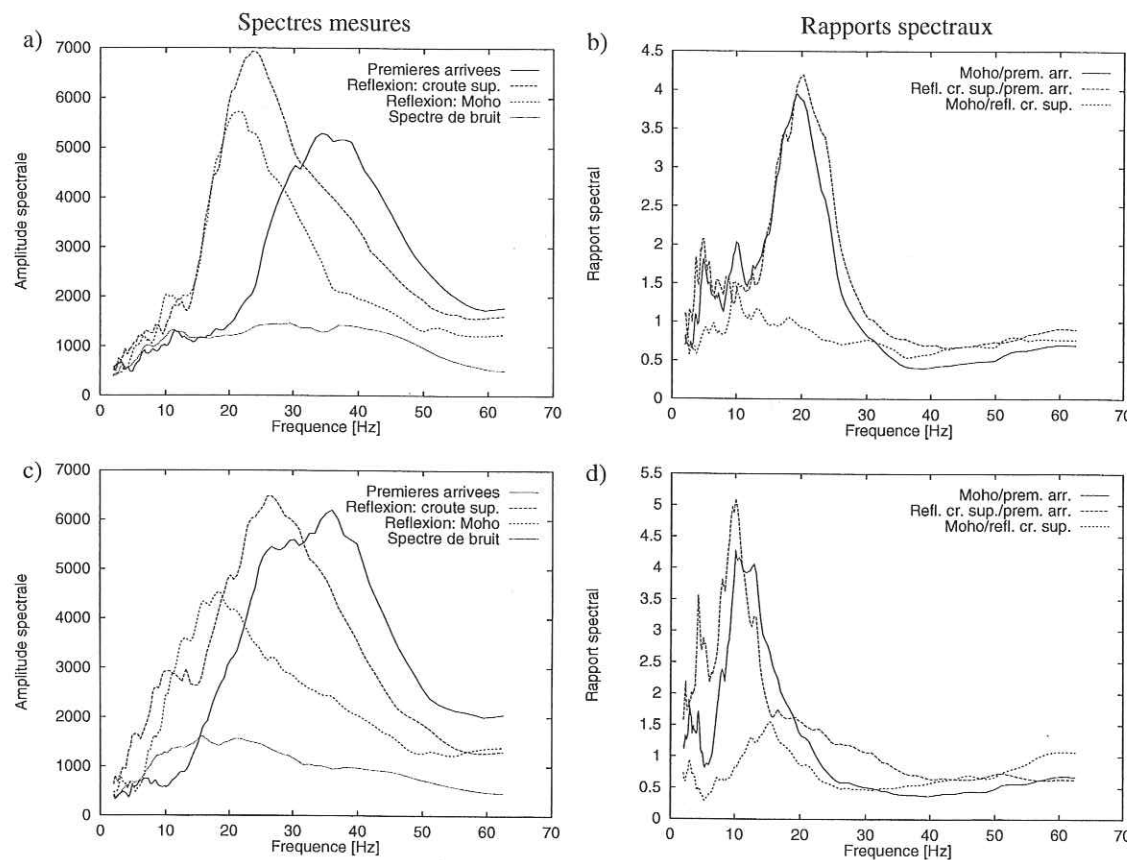 Spectres mesures
Rapports spectraux
a)
7000
6000
5000
4000
3000
2000
1000
0
Amplitude spectrale
Premieres arrivees
Reflexion: croute sup.
Reflexion: Moho
Spectre de bruit
0 10 20 30 40 50 60 70
Frequence [Hz]
b)
4.5
4
3.5
3
2.5
2
1.5
1
0.5
0
Rapport spectral
Moho/prem. arr.
Refl. cr. sup./prem. arr.
Moho/refl. cr. sup.
0 10 20 30 40 50 60 70
Frequence [Hz]
c)
7000
6000
5000
4000
3000
2000
1000
0
Amplitude spectrale
Premieres arrivees
Reflexion: croute sup.
Reflexion: Moho
Spectre de bruit
0 10 20 30 40 50 60 70
Frequence [Hz]
d)
5.5
5
4.5
4
3.5
3
2.5
2
1.5
1
0.5
0
Rapport spectral
Moho/prem. arr.
Refl. cr. sup./prem. arr.
Moho/refl. cr. sup.
0 10 20 30 40 50 60 70
Frequence [Hz]